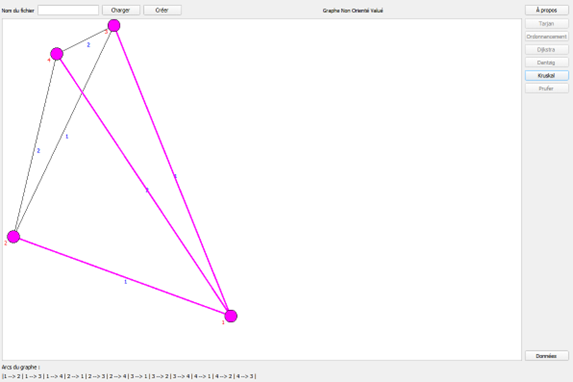 Nom du fichier Charger Créer Graphe Non Orienté Valué À propos
Tarjan
Ordonnancement
Dijkstra
Dantzig
Kruskal
Prufer
3
2
4
1
2
1
2
1
1
Données
Arcs du graphe :
|1 --> 2 | 1 --> 3 | 1 --> 4 | 2 --> 1 | 2 --> 3 | 2 --> 4 | 3 --> 1 | 3 --> 2 | 3 --> 4 | 4 --> 1 | 4 --> 2 | 4 --> 3 |